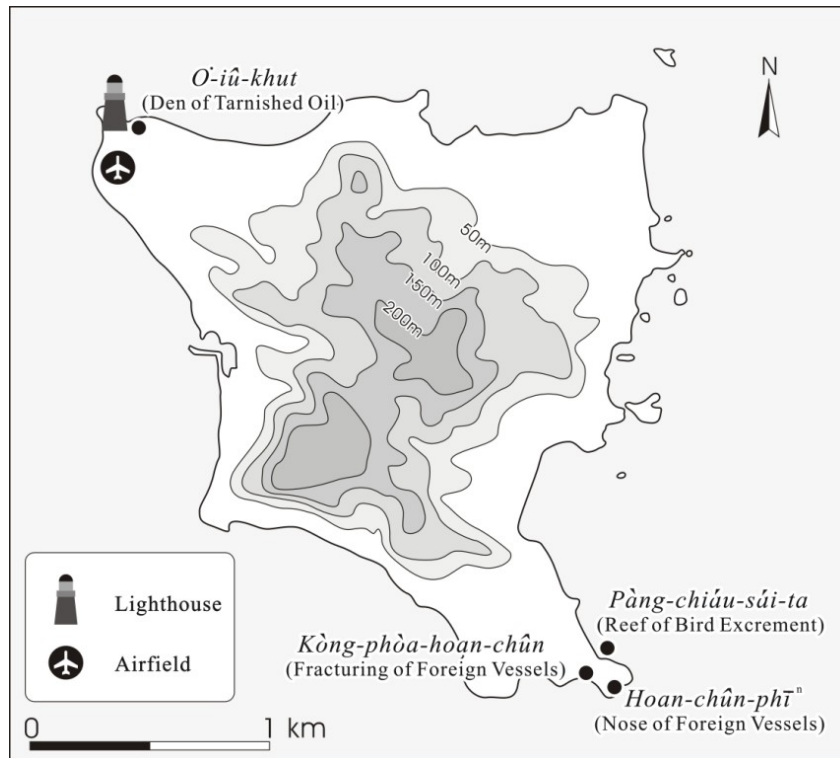 O͘-iû-khut
(Den of Tarnished Oil)
N
50m
100m
150m
200m
Pàng-chiáu-sái-ta
(Reef of Bird Excrement)
Kòng-phòa-hoan-chûn
(Fracturing of Foreign Vessels)
Hoan-chûn-phīⁿ
(Nose of Foreign Vessels)
Lighthouse
Airfield
0 1 km